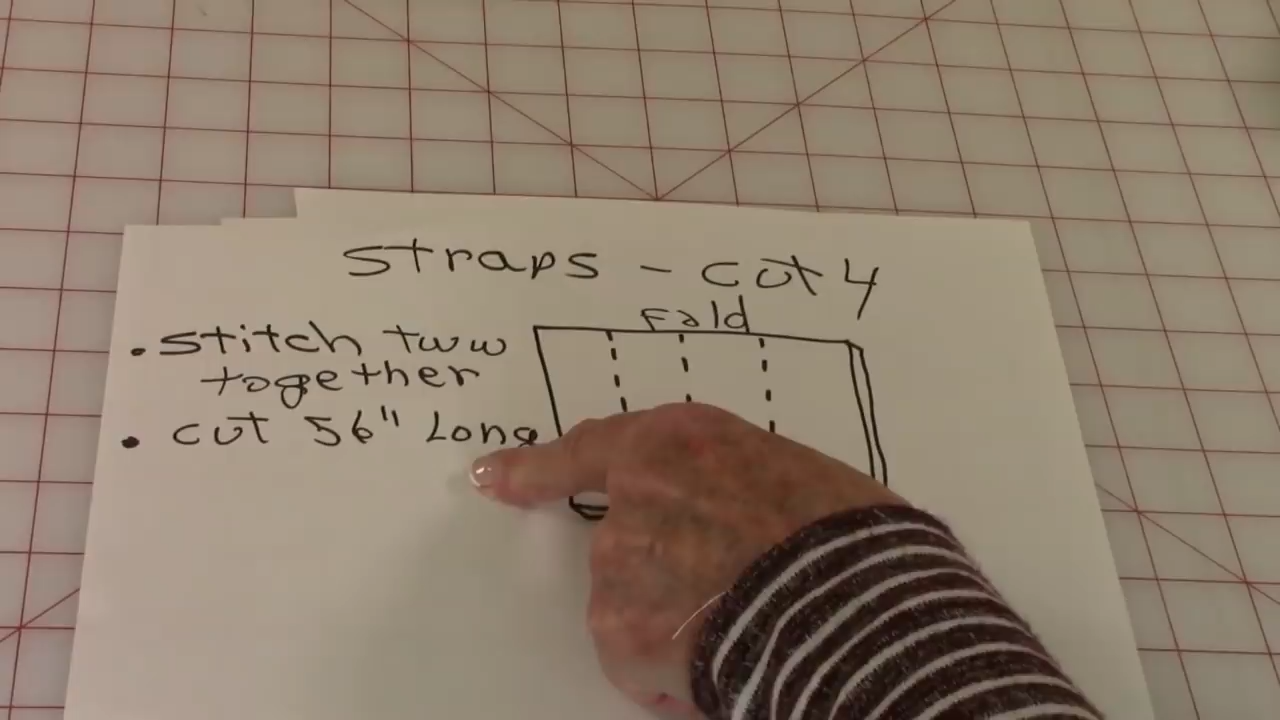 Straps - cut 4
Fold
• stitch two
together
• cut 56" Long